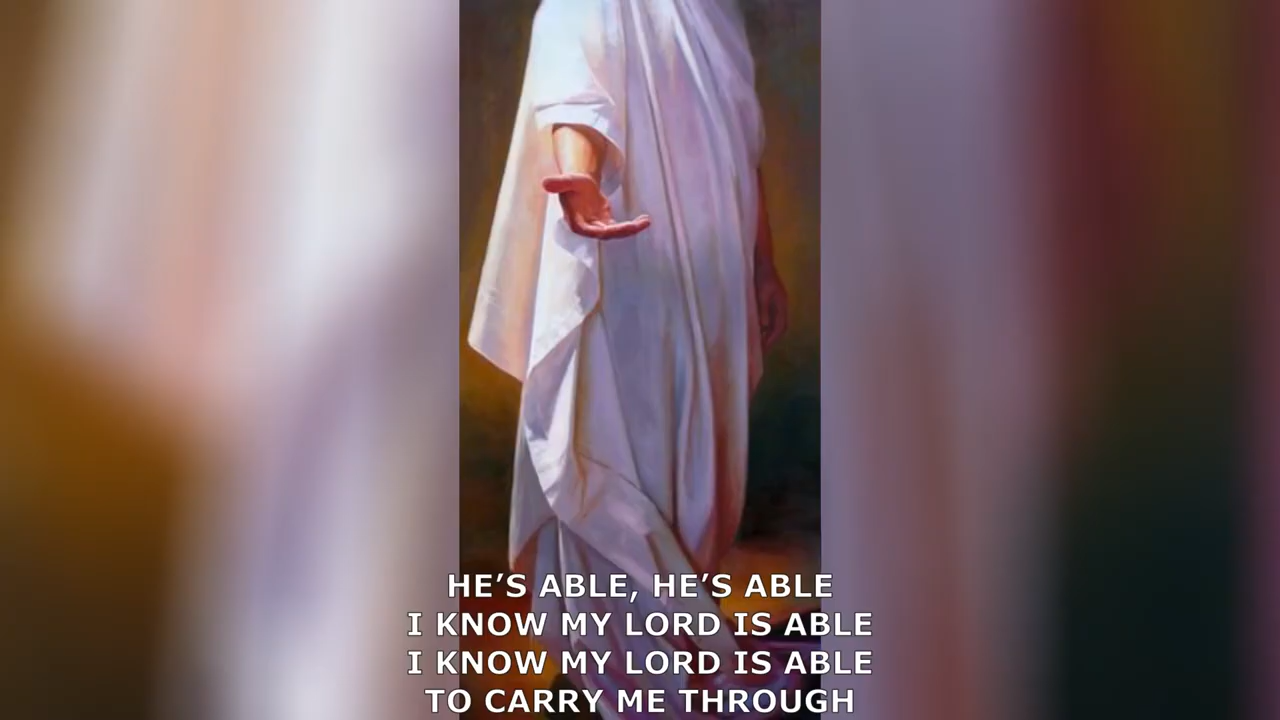 HE’S ABLE, HE’S ABLE
I KNOW MY LORD IS ABLE
I KNOW MY LORD IS ABLE
TO CARRY ME THROUGH